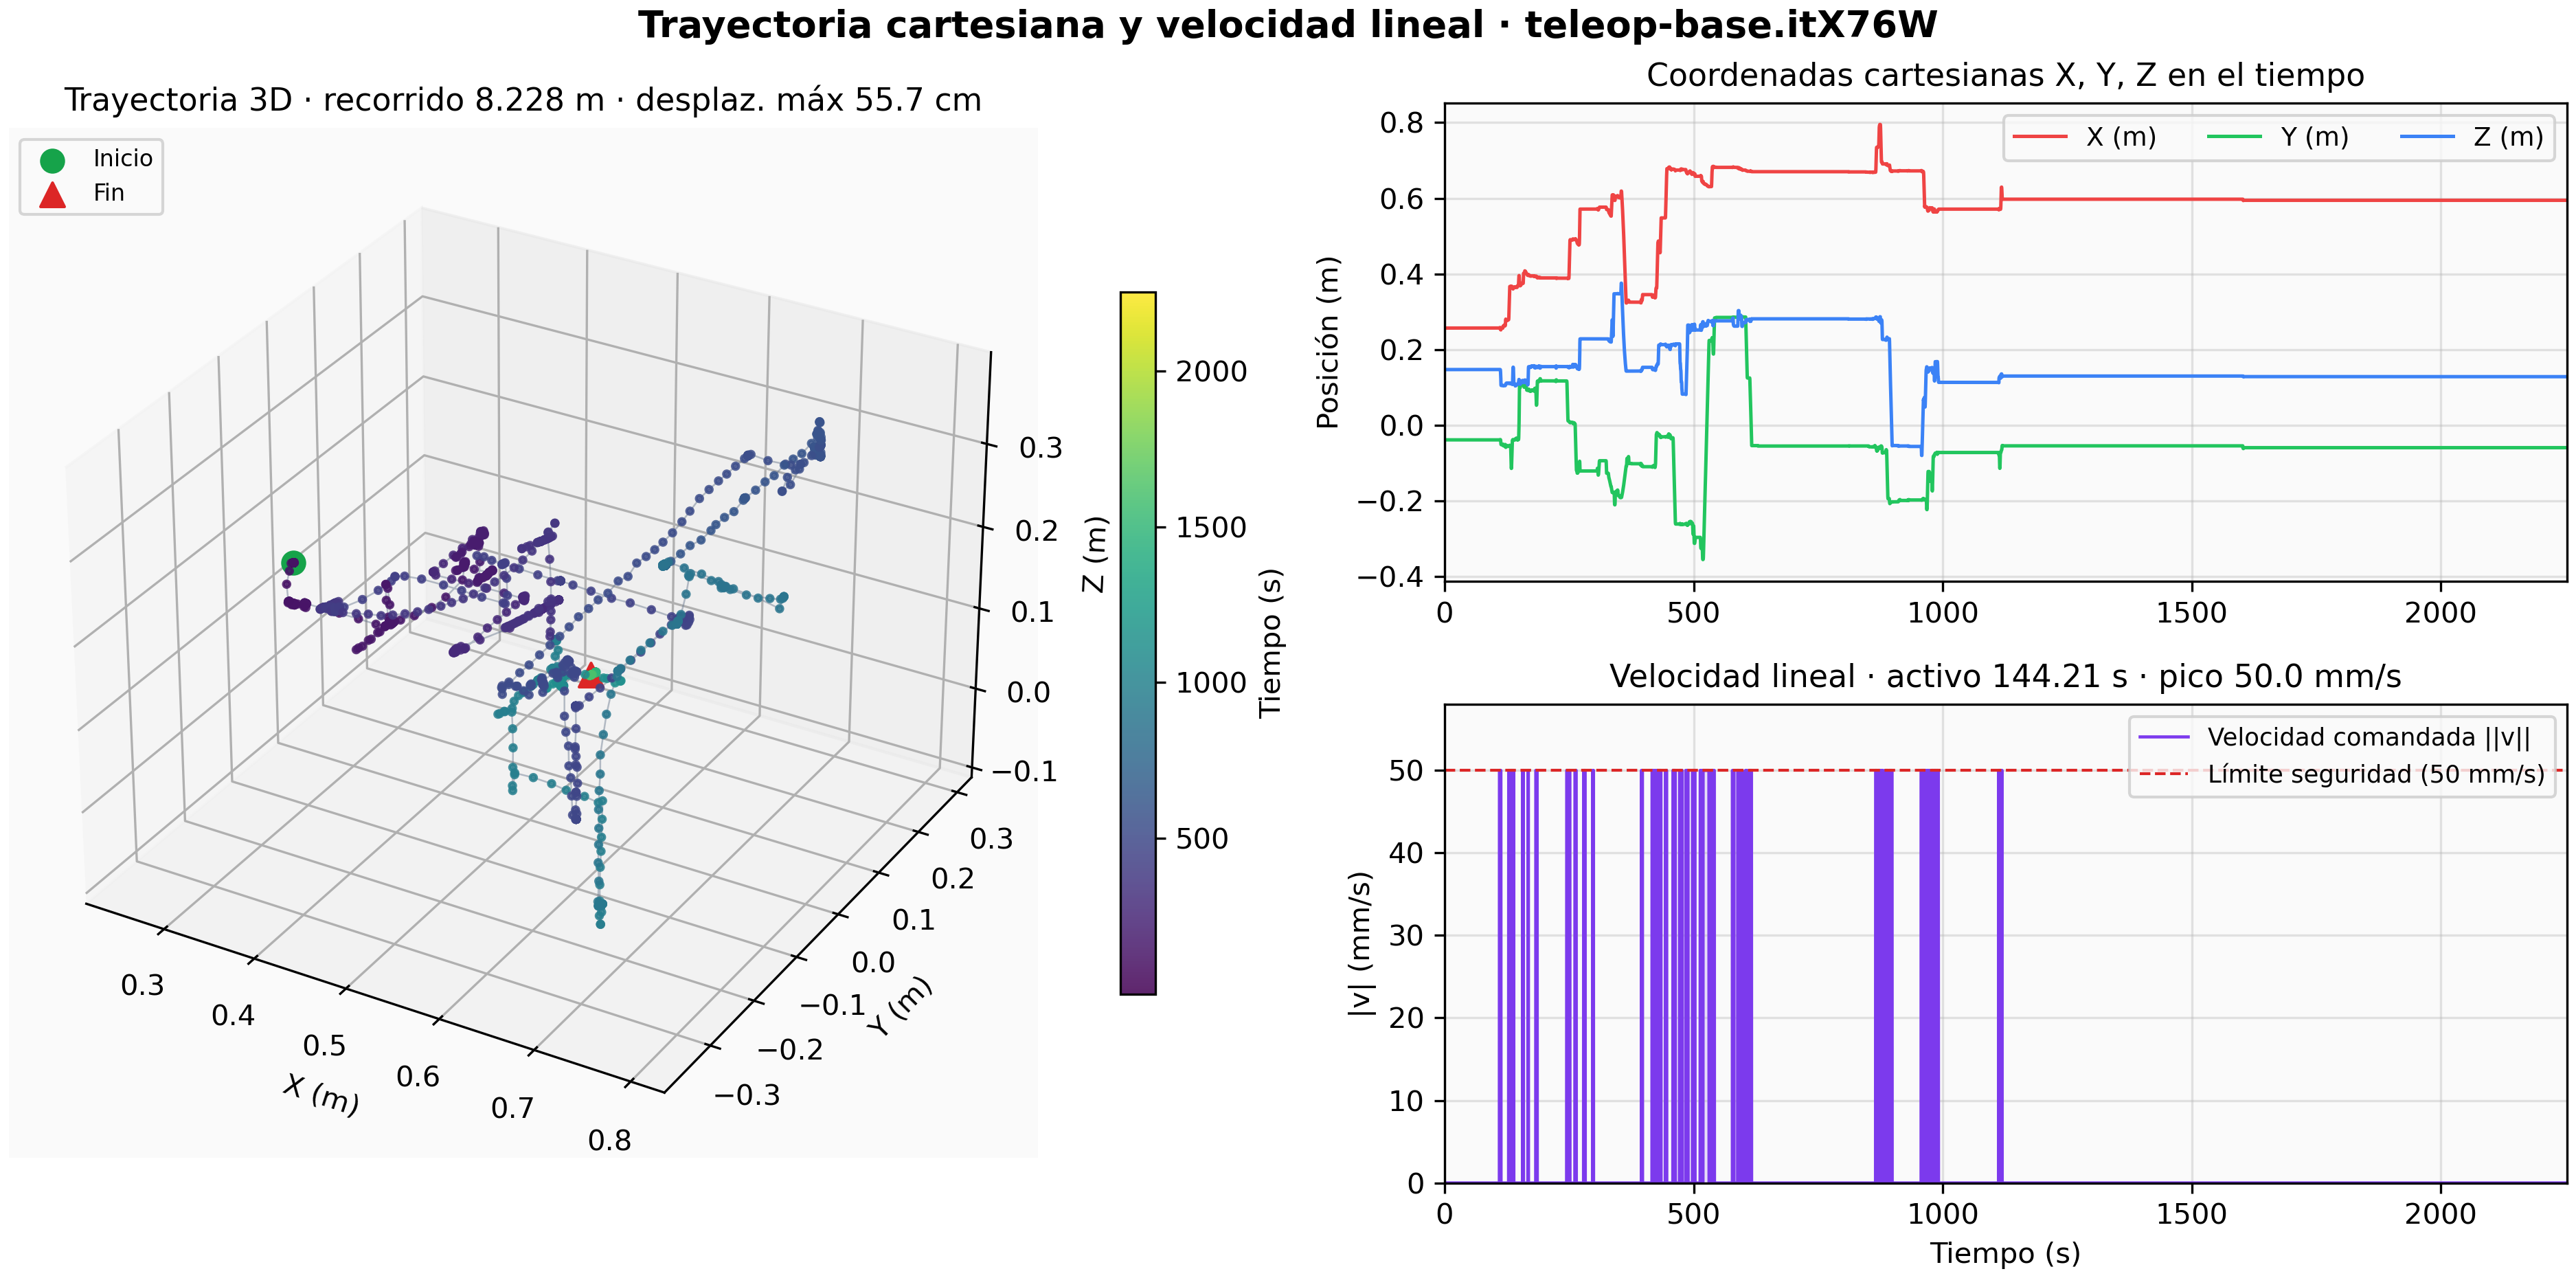 Trayectoria cartesiana y velocidad lineal · teleop-base.itX76W
Trayectoria 3D · recorrido 8.228 m · desplaz. máx 55.7 cm
Inicio
Fin
0.3
0.2
0.1
0.0
−0.1
Z (m)
0.3
0.2
0.1
0.0
−0.1
−0.2
−0.3
Y (m)
0.3
0.4
0.5
0.6
0.7
0.8
X (m)
2000
1500
1000
500
Tiempo (s)
Coordenadas cartesianas X, Y, Z en el tiempo
X (m) Y (m) Z (m)
0.8
0.6
0.4
0.2
0.0
−0.2
−0.4
Posición (m)
0 500 1000 1500 2000
Velocidad lineal · activo 144.21 s · pico 50.0 mm/s
Velocidad comandada ||v||
Límite seguridad (50 mm/s)
50
40
30
20
10
0
|v| (mm/s)
0 500 1000 1500 2000
Tiempo (s)